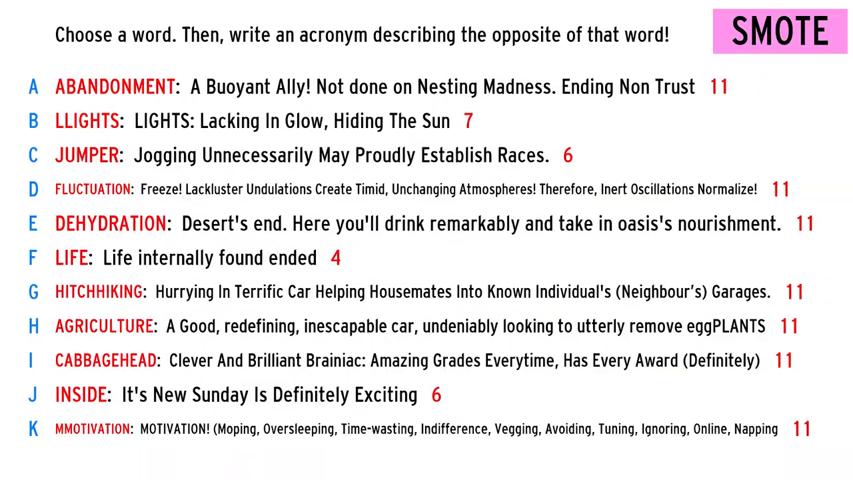 Choose a word. Then, write an acronym describing the opposite of that word!
SMOTE
A ABANDONMENT: A Buoyant Ally! Not done on Nesting Madness. Ending Non Trust 11
B LLIGHTS: LIGHTS: Lacking In Glow, Hiding The Sun 7
C JUMPER: Jogging Unnecessarily May Proudly Establish Races. 6
D FLUCTUATION: Freeze! Lackluster Undulations Create Timid, Unchanging Atmospheres! Therefore, Inert Oscillations Normalize! 11
E DEHYDRATION: Desert's end. Here you'll drink remarkably and take in oasis's nourishment. 11
F LIFE: Life internally found ended 4
G HITCHHIKING: Hurrying In Terrific Car Helping Housemates Into Known Individual's (Neighbour's) Garages. 11
H AGRICULTURE: A Good, redefining, inescapable car, undeniably looking to utterly remove eggPLANTS 11
I CABBAGEHEAD: Clever And Brilliant Brainiac: Amazing Grades Everytime, Has Every Award (Definitely) 11
J INSIDE: It's New Sunday Is Definitely Exciting 6
K MMOTIVATION: MOTIVATION! (Moping, Oversleeping, Time-wasting, Indifference, Vegging, Avoiding, Tuning, Ignoring, Online, Napping 11